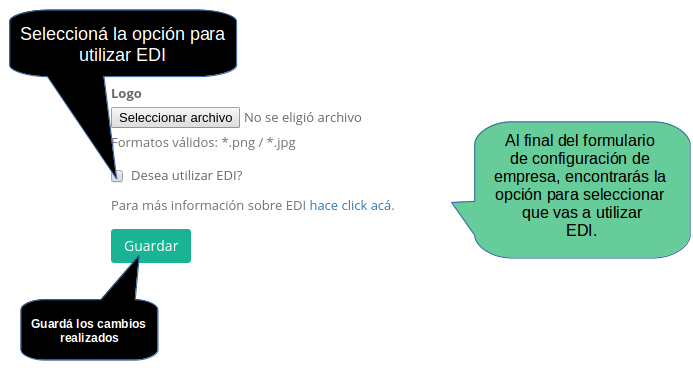 Seleccioná la opción para
utilizar EDI
Logo
Seleccionar archivo No se eligió archivo
Formatos válidos: *.png / *.jpg
Desea utilizar EDI?
Para más información sobre EDI hace click acá.
Guardar
Al final del formulario
de configuración de
empresa, encontrarás la
opción para seleccionar
que vas a utilizar
EDI.
Guardá los cambios
realizados